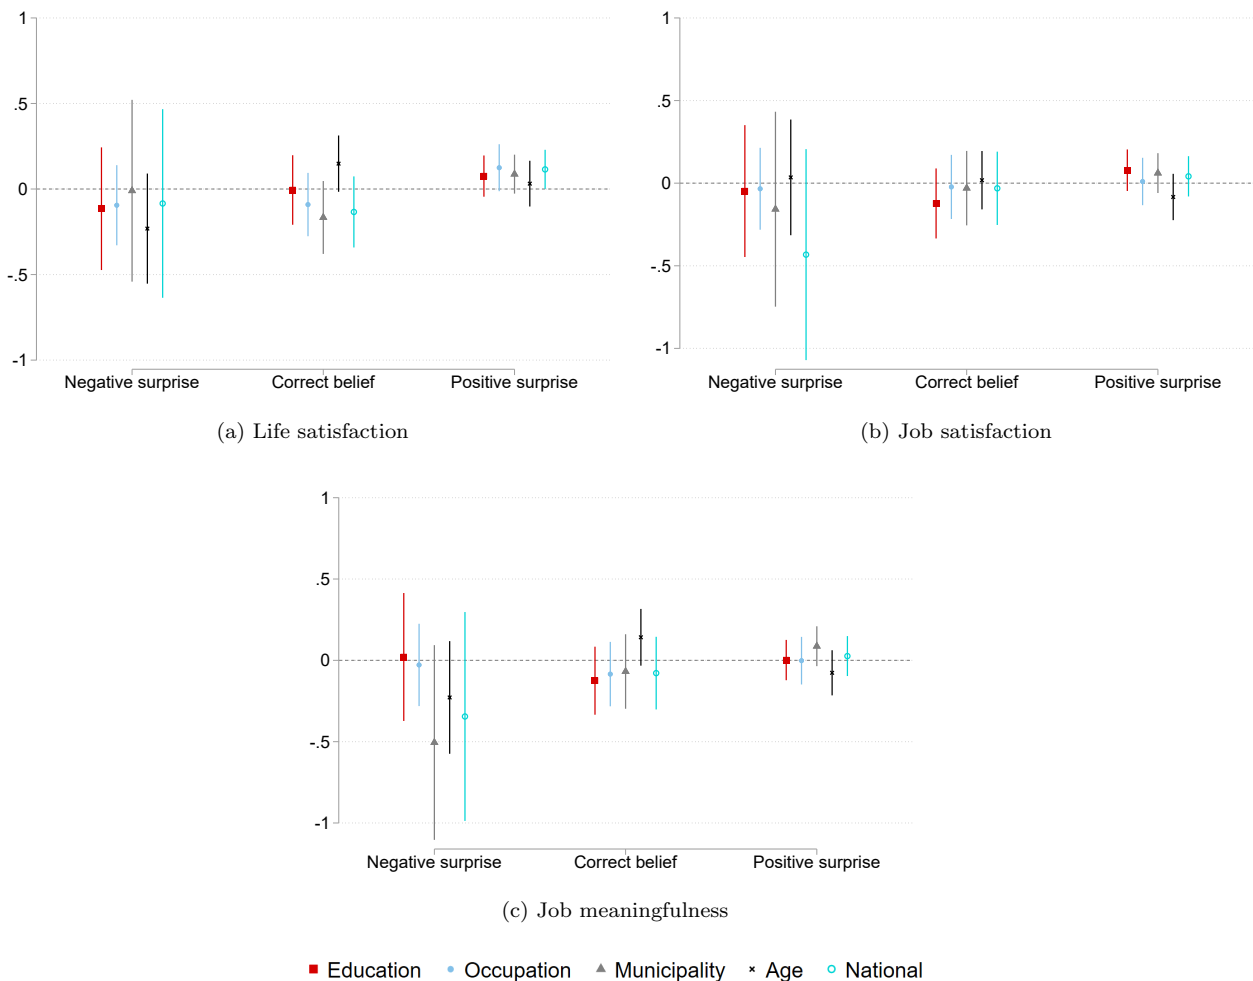 1
.5
0
-.5
-1
Negative surprise Correct belief Positive surprise
(a) Life satisfaction
1
.5
0
-.5
-1
Negative surprise Correct belief Positive surprise
(b) Job satisfaction
1
.5
0
-.5
-1
Negative surprise Correct belief Positive surprise
(c) Job meaningfulness
Education Occupation Municipality Age National